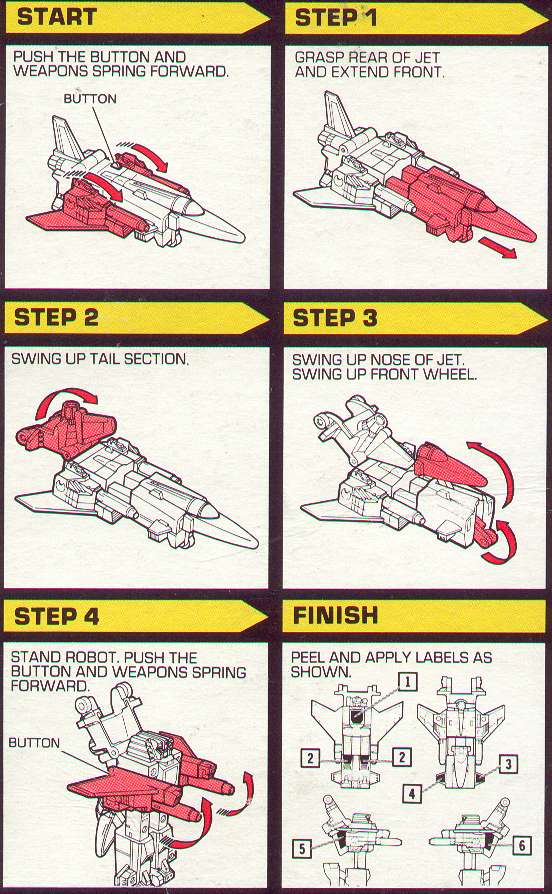 START
PUSH THE BUTTON AND
WEAPONS SPRING FORWARD.
BUTTON
STEP 1
GRASP REAR OF JET
AND EXTEND FRONT.
STEP 2
SWING UP TAIL SECTION.
STEP 3
SWING UP NOSE OF JET.
SWING UP FRONT WHEEL.
STEP 4
STAND ROBOT. PUSH THE
BUTTON AND WEAPONS SPRING
FORWARD.
BUTTON
FINISH
PEEL AND APPLY LABELS AS
SHOWN.
1
2
2
3
4
5
6